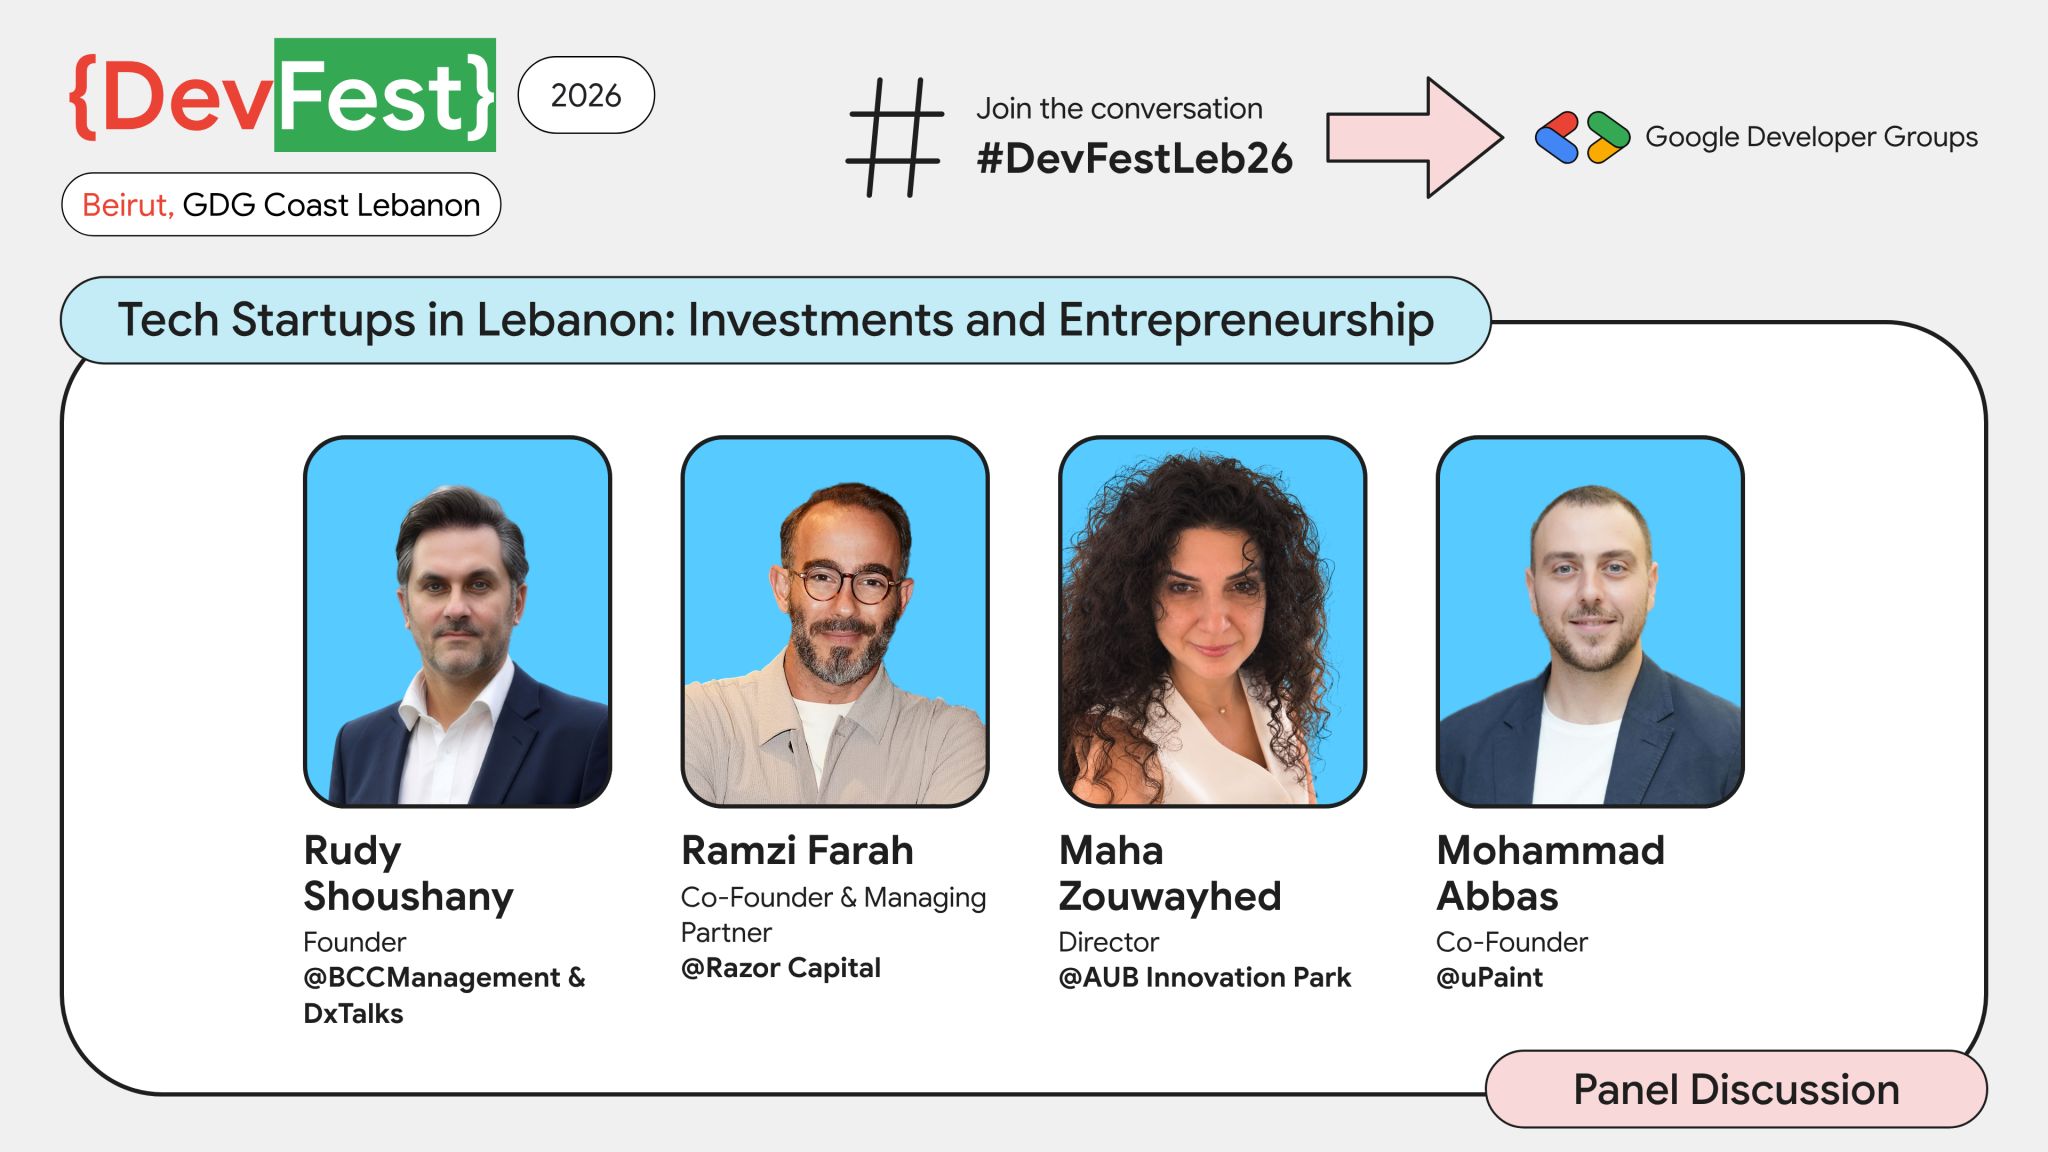 {DevFest}
2026
Beirut, GDG Coast Lebanon
Join the conversation
#DevFestLeb26
Google Developer Groups
Tech Startups in Lebanon: Investments and Entrepreneurship
Rudy
Shoushany
Founder
@BCCManagement &
DxTalks
Ramzi Farah
Co-Founder & Managing
Partner
@Razor Capital
Maha
Zouwayhed
Director
@AUB Innovation Park
Mohammad
Abbas
Co-Founder
@uPaint
Panel Discussion